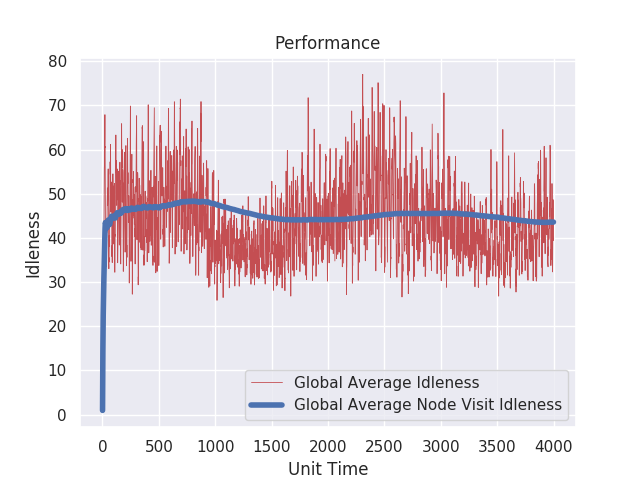 Performance
80
70
60
50
40
30
20
10
0
Idleness
Global Average Idleness
Global Average Node Visit Idleness
0 500 1000 1500 2000 2500 3000 3500 4000
Unit Time